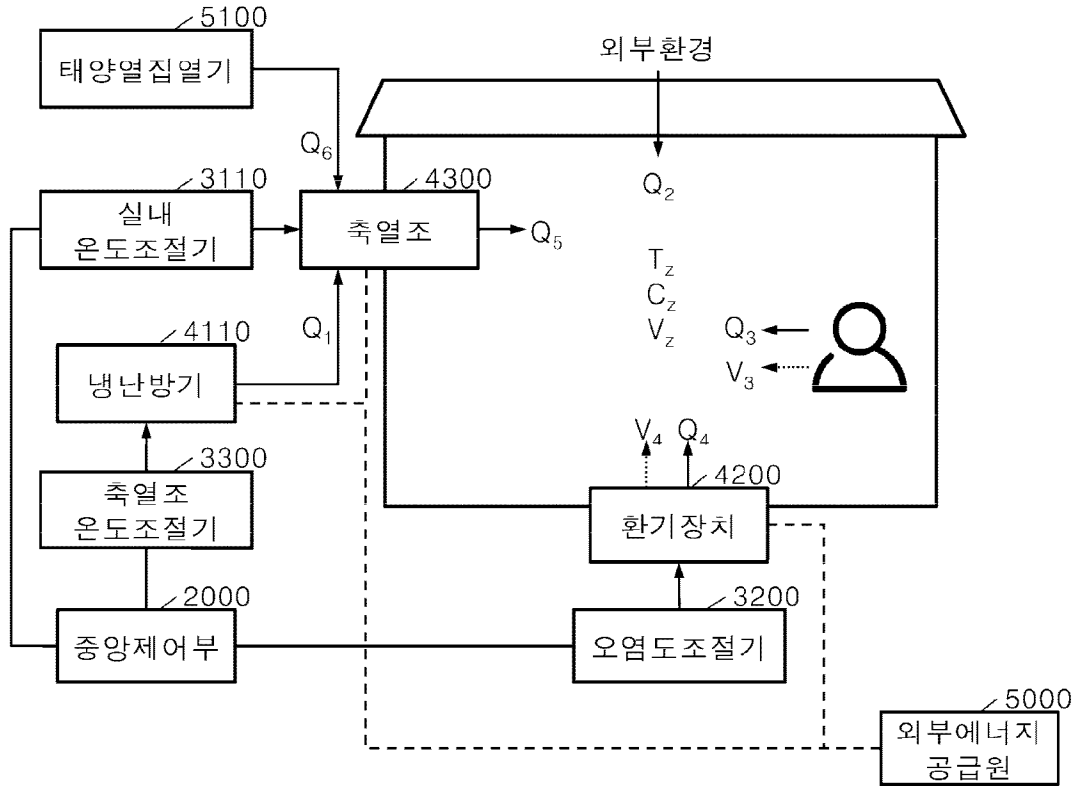 5100
태양열집열기
외부환경
Q6
Q2
3110
실내
온도조절기
4300
축열조
Q5
Tz
Cz
Vz
Q1
Q3
V3
4110
냉난방기
V4
Q4
3300
축열조
온도조절기
4200
환기장치
2000
중앙제어부
3200
오염도조절기
5000
외부에너지
공급원